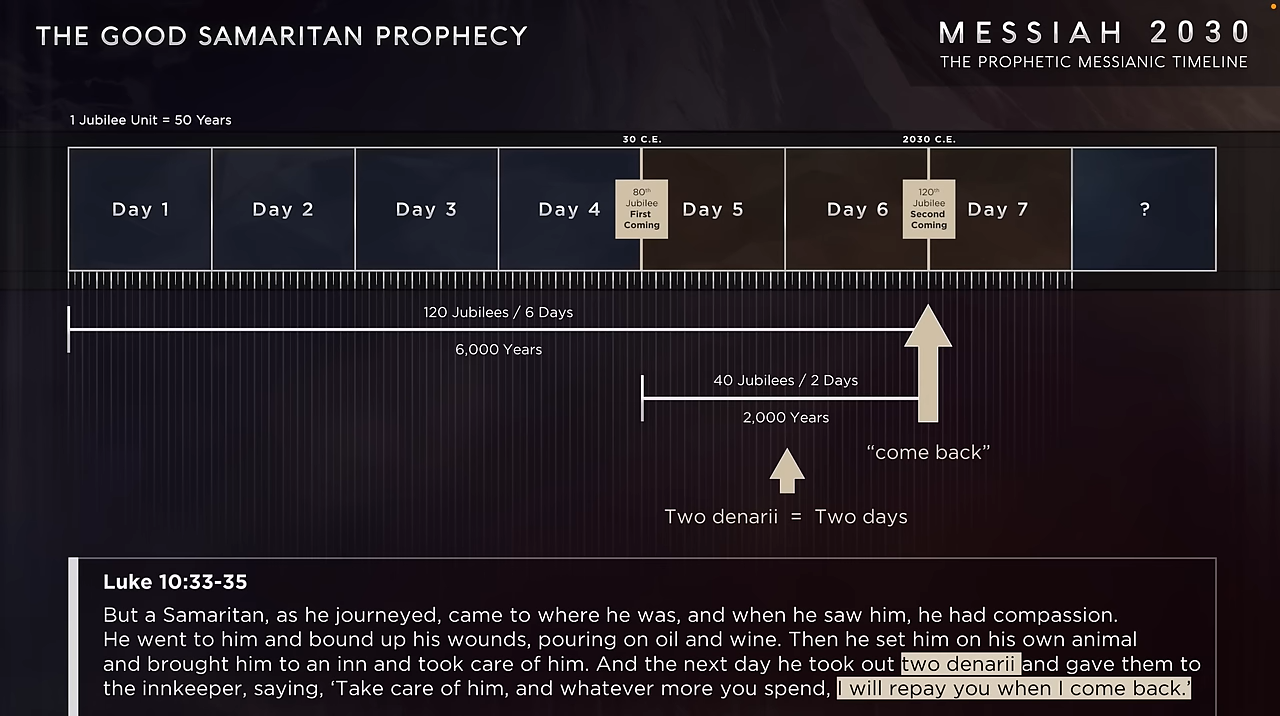 THE GOOD SAMARITAN PROPHECY
MESSIAH 2030
THE PROPHETIC MESSIANIC TIMELINE
1 Jubilee Unit = 50 Years
30 C.E.
2030 C.E.
Day 1
Day 2
Day 3
Day 4
80th
Jubilee
First
Coming
Day 5
Day 6
120th
Jubilee
Second
Coming
Day 7
?
120 Jubilees / 6 Days
6,000 Years
40 Jubilees / 2 Days
2,000 Years
“come back”
Two denarii = Two days
Luke 10:33-35
But a Samaritan, as he journeyed, came to where he was, and when he saw him, he had compassion.
He went to him and bound up his wounds, pouring on oil and wine. Then he set him on his own animal
and brought him to an inn and took care of him. And the next day he took out two denarii and gave them to
the innkeeper, saying, ‘Take care of him, and whatever more you spend, I will repay you when I come back.’